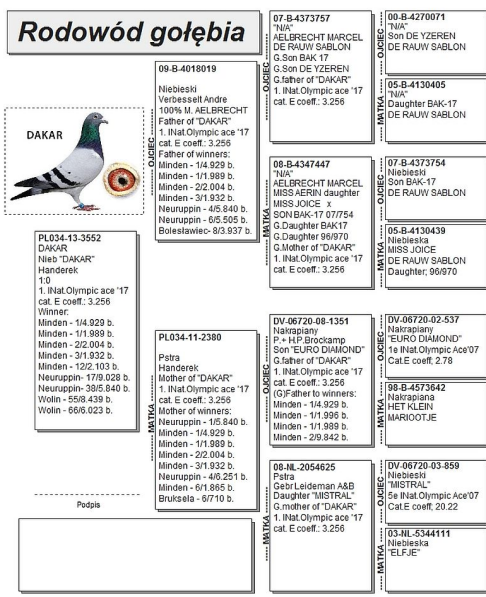 Rodowód gołębia
DAKAR
PL034-13-3552
DAKAR
Nieb "DAKAR"
Handerek
1:0
1. INat.Olympic ace '17
cat. E coeff.: 3.256
Winner:
Minden - 1/4.929 b.
Minden - 1/1.989 b.
Minden - 2/2.004 b.
Minden - 3/1.932 b.
Minden - 12/2.103 b.
Neuruppin- 17/9.028 b.
Neuruppin- 38/5.840 b.
Wolin - 55/8.439 b.
Wolin - 66/6.023 b.
Podpis
OJCIEC
09-B-4018019
Niebieski
Verbesselt Andre
100% M. AELBRECHT
Father of "DAKAR"
1. INat.Olympic ace '17
cat. E coeff.: 3.256
Father of winners:
Minden - 1/4.929 b.
Minden - 1/1.989 b.
Minden - 2/2.004 b.
Minden - 3/1.932 b.
Neuruppin - 4/5.840 b.
Neuruppin - 6/5.505 b.
Bolesławiec- 8/3.937 b.
MATKA
PL034-11-2380
Pstra
Handerek
Mother of "DAKAR"
1. INat.Olympic ace '17
cat. E coeff.: 3.256
Mother of winners:
Neuruppin - 1/5.840 b.
Minden - 1/4.929 b.
Minden - 1/1.989 b.
Minden - 2/2.004 b.
Minden - 3/1.932 b.
Neuruppin - 4/6.251 b.
Minden - 6/1.865 b.
Bruksela - 6/710 b.
OJCIEC
07-B-4373757
"N/A"
AELBRECHT MARCEL
DE RAUW SABLON
G.Son BAK 17
G.Son DE YZEREN
G.father of "DAKAR"
1. INat.Olympic ace '17
cat. E coeff.: 3.256
MATKA
08-B-4347447
"N/A"
AELBRECHT MARCEL
MISS AERIN daughter
MISS JOICE x
SON BAK-17 07/754
G.Daughter BAK17
G.Daughter 96/970
G.Mother of "DAKAR"
1. INat.Olympic ace '17
cat. E coeff.: 3.256
OJCIEC
DV-06720-08-1351
Nakrapiany
P.+ H.P.Brockamp
Son "EURO DIAMOND"
G.father of "DAKAR"
1. INat.Olympic ace '17
cat. E coeff.: 3.256
(G)Father to winners:
Minden - 1/4.929 b.
Minden - 1/1.996 b.
Minden - 1/1.989 b.
Minden - 2/9.842 b.
MATKA
08-NL-2054625
Pstra
Gebr Leideman A&B
Daughter "MISTRAL"
G.mother of "DAKAR"
1. INat.Olympic ace '17
cat. E coeff.: 3.256
OJCIEC
00-B-4270071
"N/A"
Son DE YZEREN
DE RAUW SABLON
MATKA
05-B-4130405
"N/A"
Daughter BAK-17
DE RAUW SABLON
OJCIEC
07-B-4373754
Niebieski
Son BAK-17
DE RAUW SABLON
MATKA
05-B-4130439
Niebieska
MISS JOICE
DE RAUW SABLON
Daughter; 96/970
OJCIEC
DV-06720-02-537
Nakrapiany
"EURO DIAMOND"
1e INat.Olympic Ace'07
Cat.E coeff; 2.78
MATKA
98-B-4573642
Nakrapiana
HET KLEIN
MARIOOTJE
OJCIEC
DV-06720-03-859
Niebieski
"MISTRAL"
5e INat.Olympic Ace'07
Cat.E coeff; 20.22
MATKA
03-NL-5344111
Niebieska
"ELFJE"